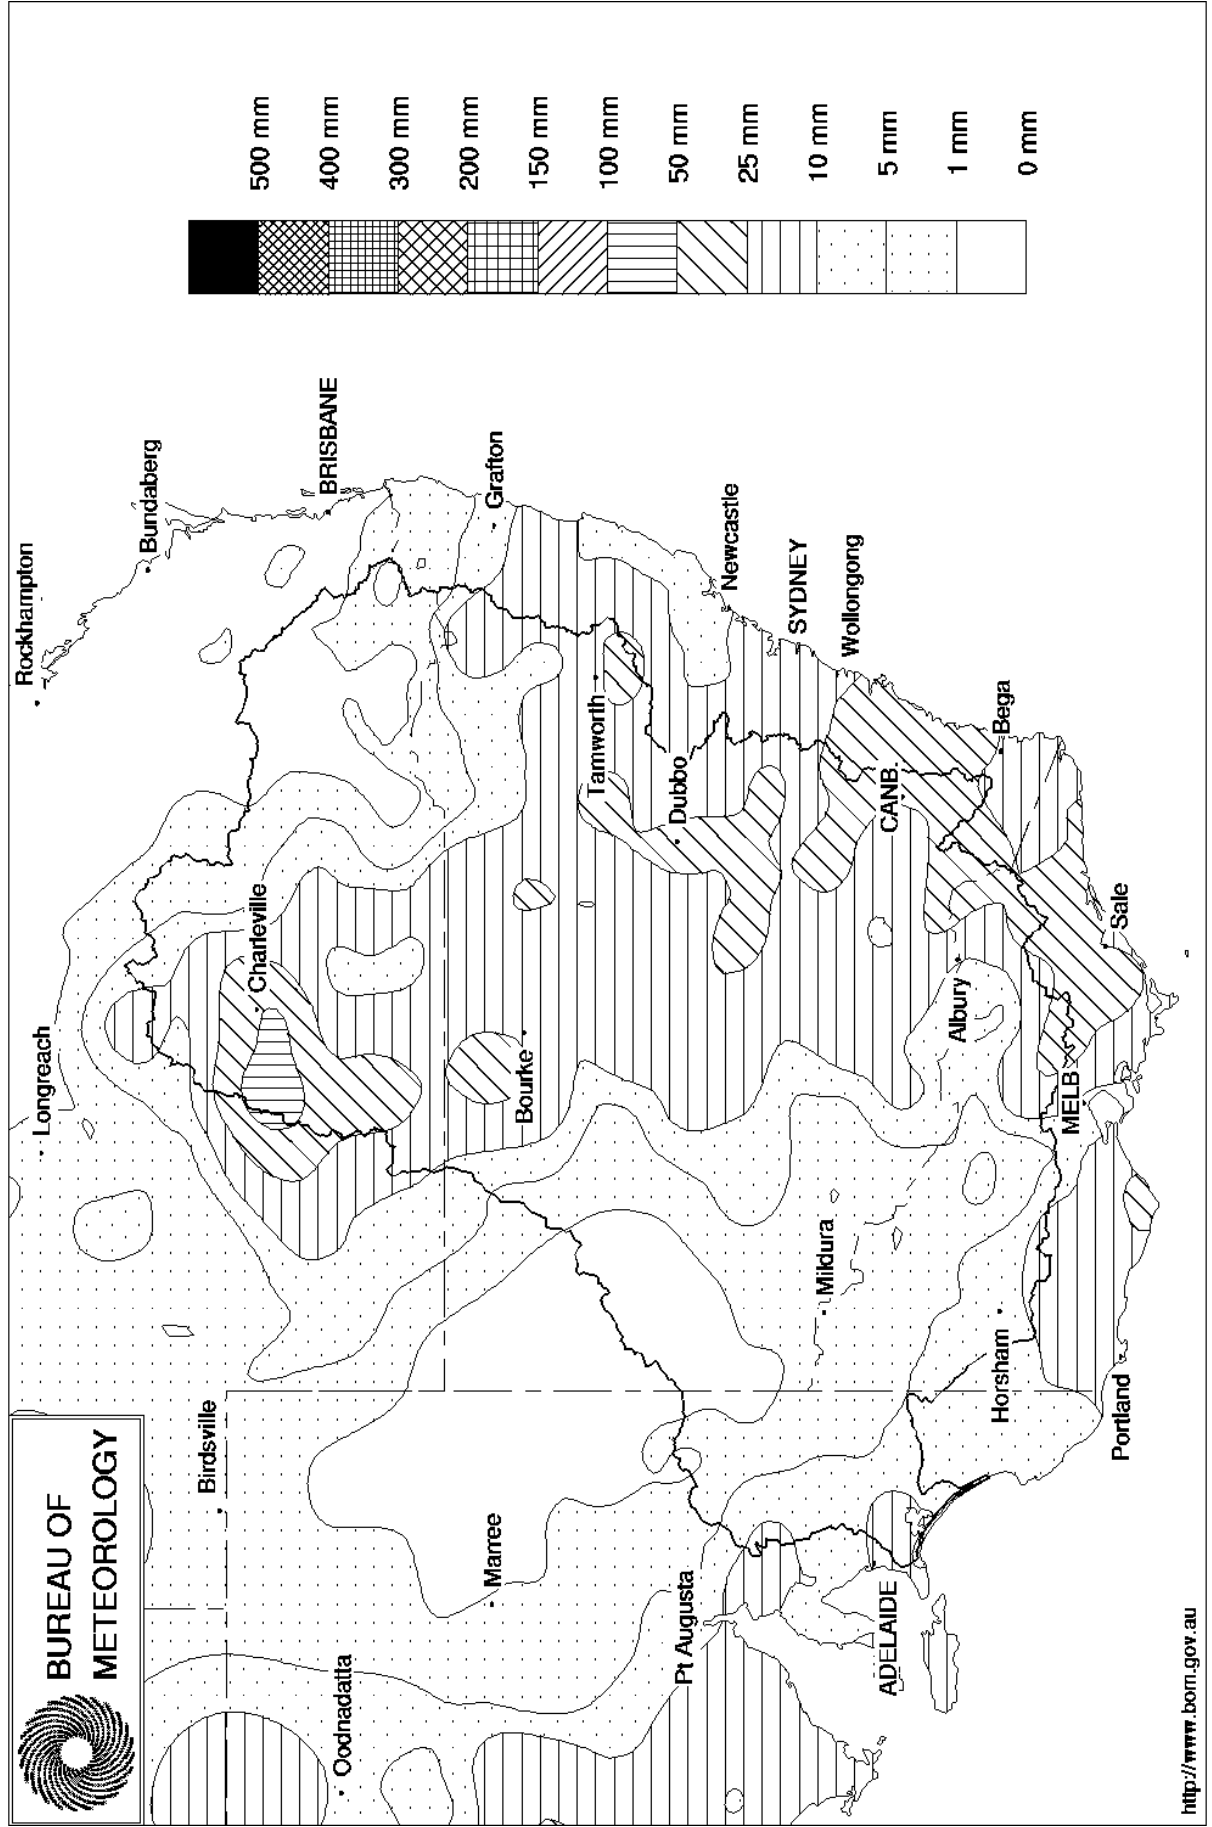 BUREAU OF
METEOROLOGY
Longreach
Rockhampton
Bundaberg
Birdsville
Charleville
BRISBANE
Oodnadatta
Marree
Bourke
Grafton
Tamworth
Pt Augusta
Dubbo
Newcastle
Mildura
SYDNEY
Wollongong
ADELAIDE
CANB.
Albury
Horsham
Bega
MELB
Portland
Sale
500 mm
400 mm
300 mm
200 mm
150 mm
100 mm
50 mm
25 mm
10 mm
5 mm
1 mm
0 mm
http://www.bom.gov.au